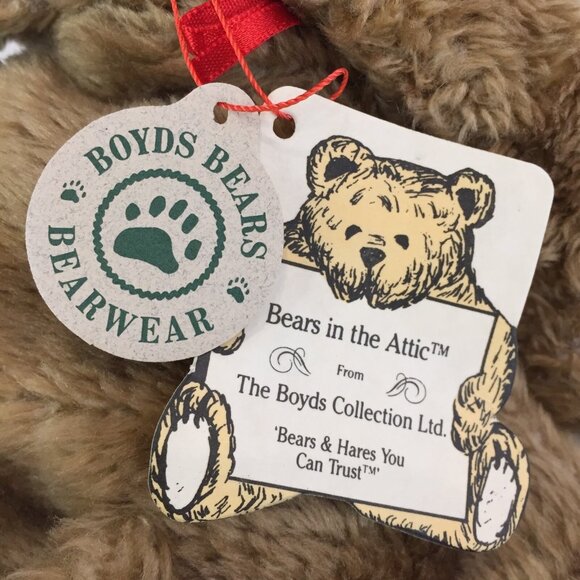 BOYDS BEARS
BEARWEAR
Bears in the Attic™
From
The Boyds Collection Ltd.
'Bears & Hares You
Can Trust™'